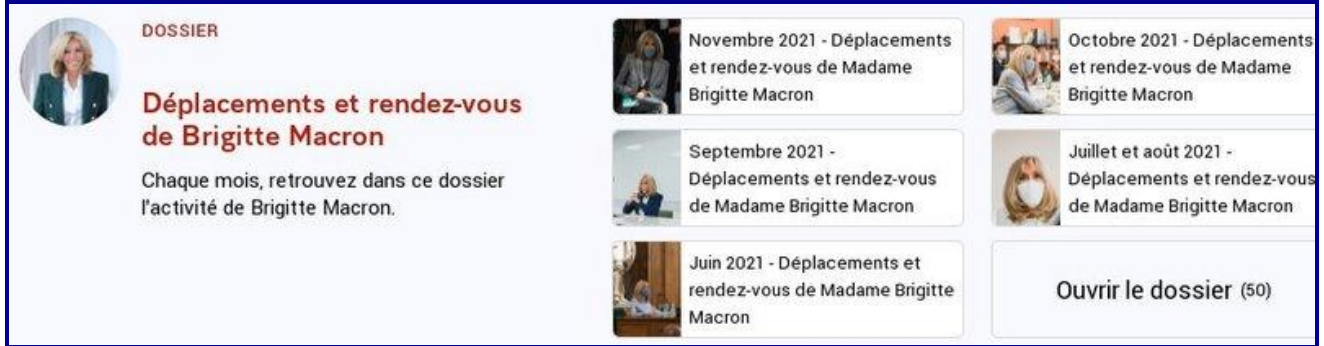 DOSSIER
Déplacements et rendez-vous
de Brigitte Macron
Chaque mois, retrouvez dans ce dossier
l'activité de Brigitte Macron.
Novembre 2021 - Déplacements
et rendez-vous de Madame
Brigitte Macron
Octobre 2021 - Déplacements
et rendez-vous de Madame
Brigitte Macron
Septembre 2021 -
Déplacements et rendez-vous
de Madame Brigitte Macron
Juillet et août 2021 -
Déplacements et rendez-vous
de Madame Brigitte Macron
Juin 2021 - Déplacements et
rendez-vous de Madame Brigitte
Macron
Ouvrir le dossier (50)